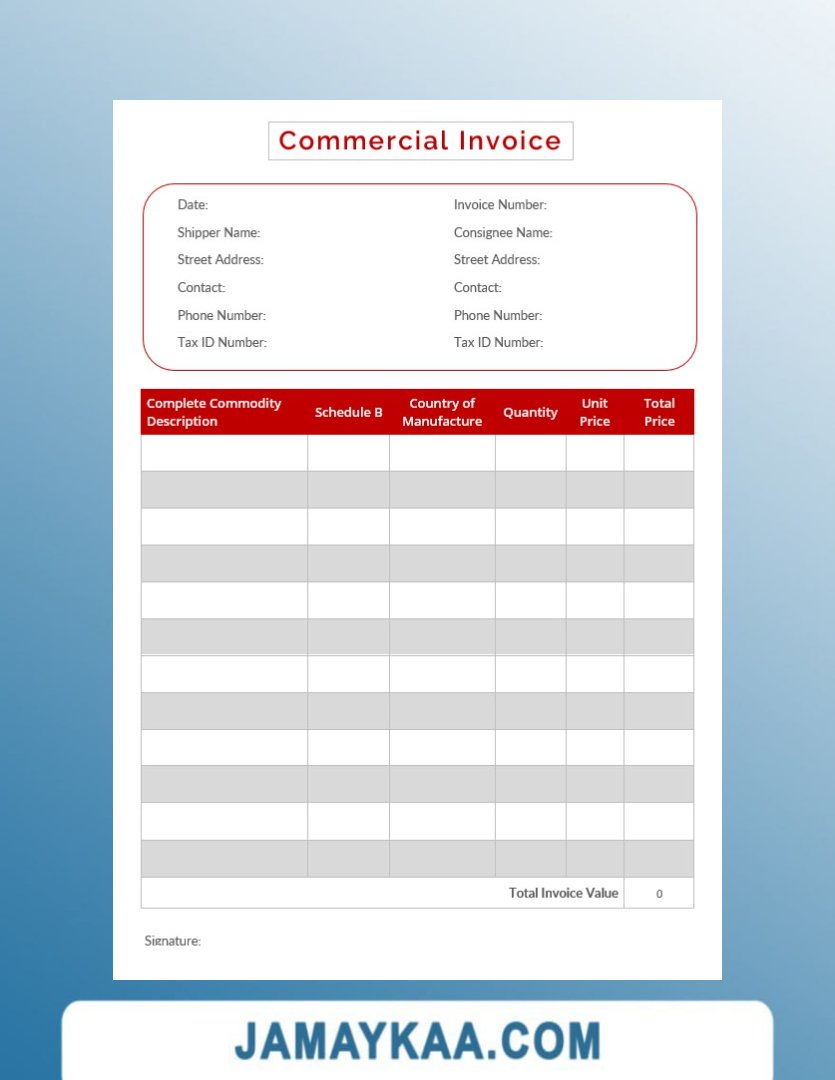 Commercial Invoice
Date:
Invoice Number:
Shipper Name:
Consignee Name:
Street Address:
Street Address:
Contact:
Contact:
Phone Number:
Phone Number:
Tax ID Number:
Tax ID Number:
Complete Commodity Description
Schedule B
Country of Manufacture
Quantity
Unit Price
Total Price
Total Invoice Value
0
Signature:
JAMAYKAA.COM